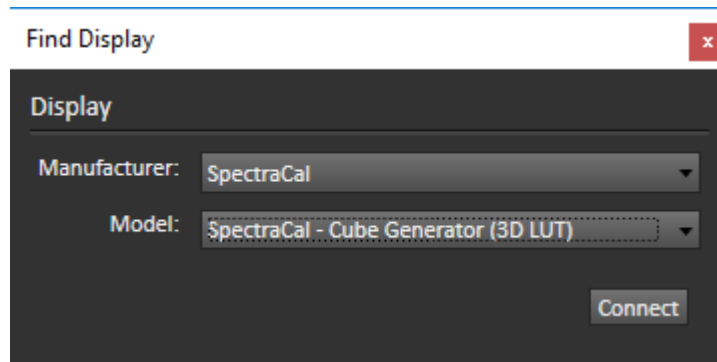 Find Display
x
Display
Manufacturer: SpectraCal
Model: SpectraCal - Cube Generator (3D LUT)
Connect